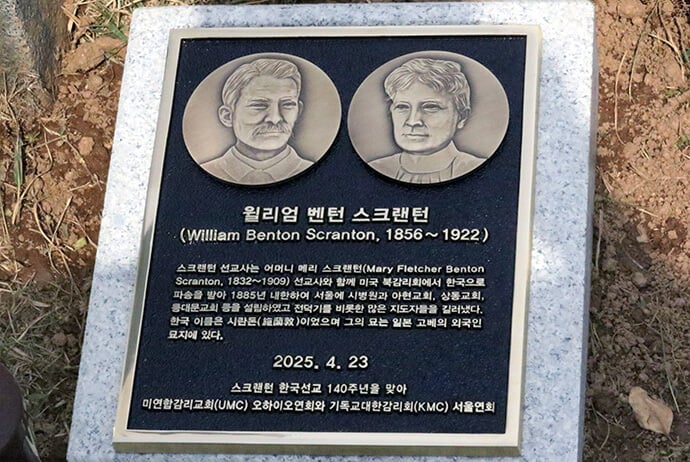 윌리엄 벤턴 스크랜턴
(William Benton Scranton, 1856~1922)
스크랜턴 선교사는 어머니 메리 스크랜턴(Mary Fletcher Benton
Scranton, 1832~1909) 선교사와 함께 미국 북감리회에서 한국으로
파송을 받아 1885년 내한하여 서울에 시병원과 아현교회, 상동교회,
동대문교회 등을 설립하였고 전덕기를 비롯한 많은 지도자들을 길러냈다.
한국 이름은 시란돈(施蘭敦)이었으며 그의 묘는 일본 고베의 외국인
묘지에 있다.
2025. 4. 23
스크랜턴 한국선교 140주년을 맞아
미연합감리교회(UMC) 오하이오연회와 기독교대한감리회(KMC) 서울연회